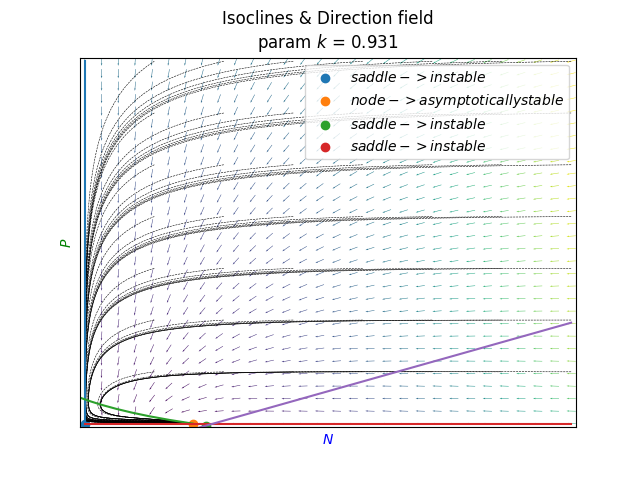 Isoclines & Direction field
param k = 0.931
saddle -> instable
node -> asymptoticallystable
saddle -> instable
saddle -> instable
P
N